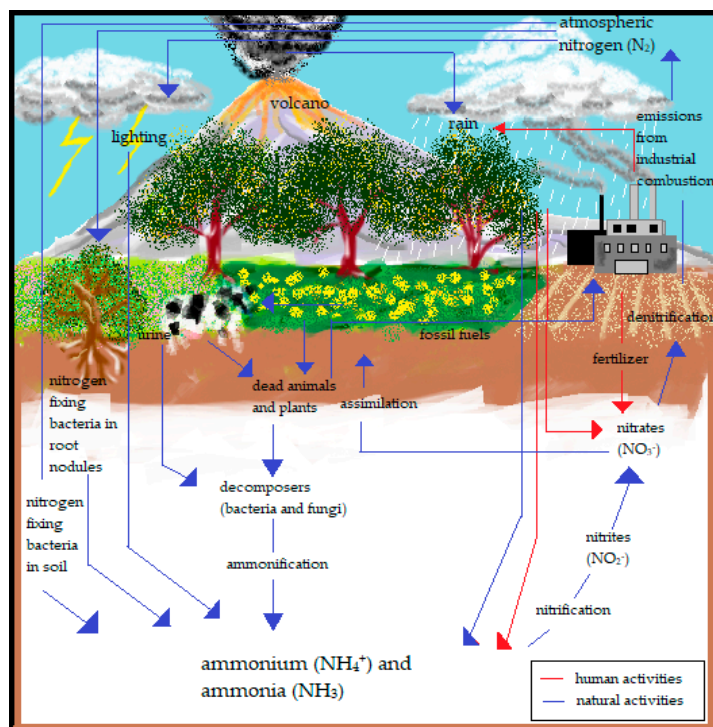 atmospheric
nitrogen (N₂)
volcano
lighting
rain
emissions
from
industrial
combustion
urine
fossil fuels
denitrification
fertilizer
nitrogen
fixing
bacteria in
root
nodules
dead animals
and plants
assimilation
nitrates
(NO₃⁻)
nitrogen
fixing
bacteria
in soil
decomposers
(bacteria and fungi)
nitrites
(NO₂⁻)
ammonification
nitrification
ammonium (NH₄⁺) and
ammonia (NH₃)
human activities
natural activities